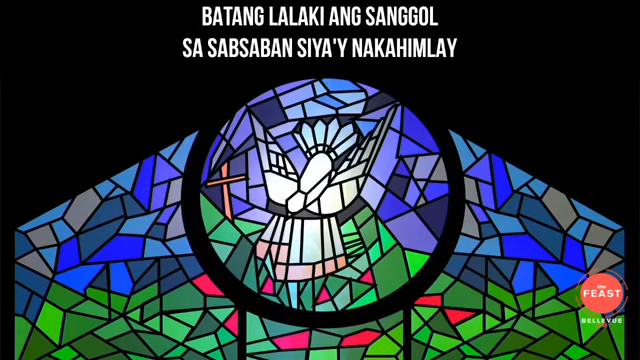 BATANG LALAKI ANG SANGGOL
SA SABSABAN SIYA'Y NAKAHIMLAY
the
FEAST
BELLEVUE